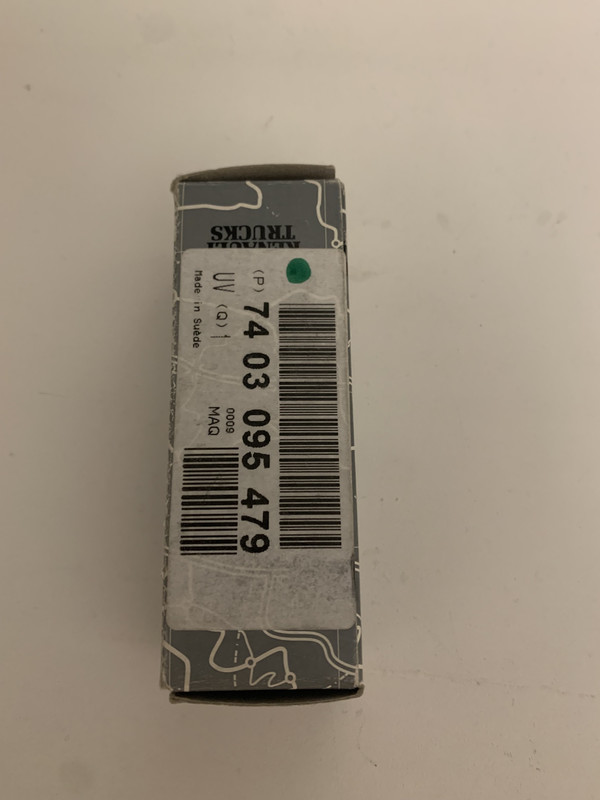 RENAULT
TRUCKS
(P) 74 03 095 479
UV (Q) 1
0009
MAQ
Made in Suède